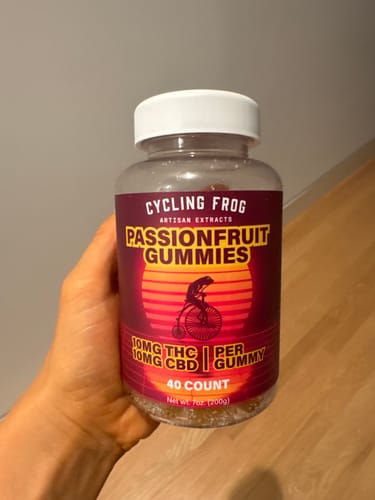 CYCLING FROG
ARTISAN EXTRACTS
PASSIONFRUIT
GUMMIES
10MG THC
10MG CBD
PER
GUMMY
40 COUNT
Net wt. 7oz. (200g)